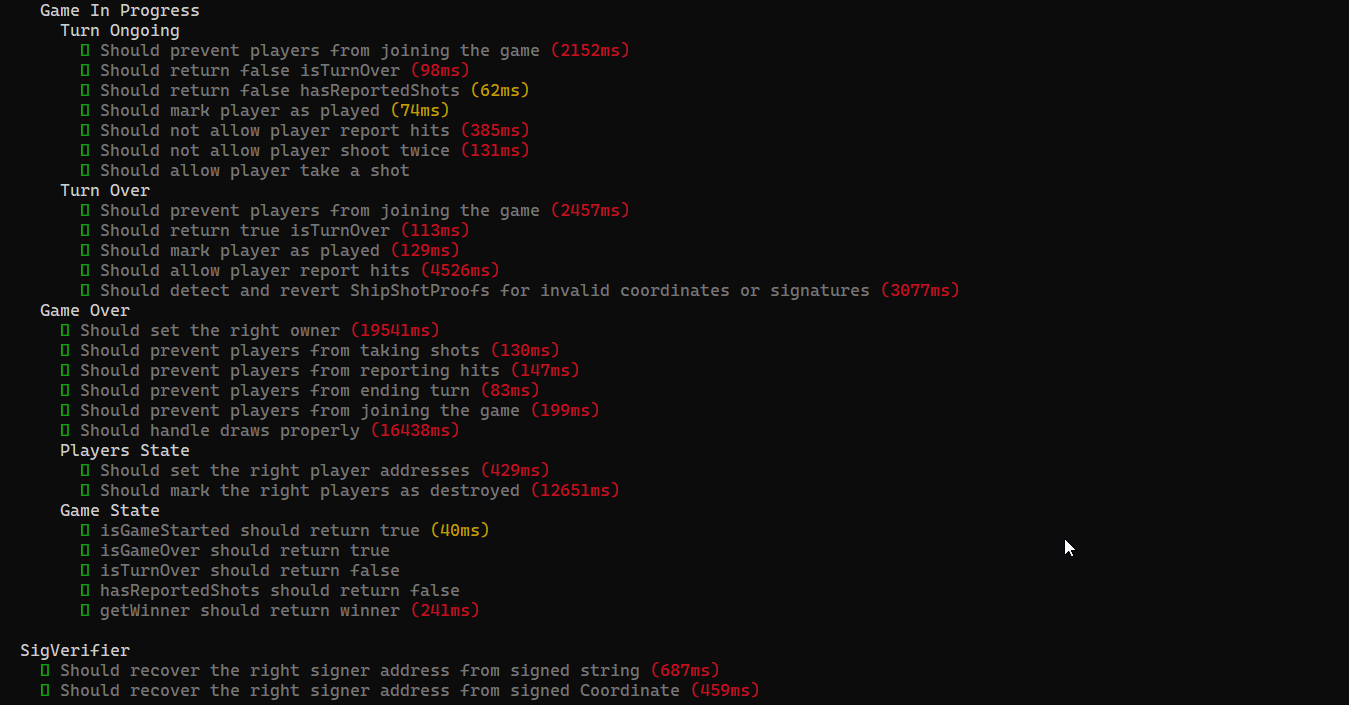 Game In Progress
Turn Ongoing
Should prevent players from joining the game (2152ms)
Should return false isTurnOver (98ms)
Should return false hasReportedShots (62ms)
Should mark player as played (74ms)
Should not allow player report hits (385ms)
Should not allow player shoot twice (131ms)
Should allow player take a shot
Turn Over
Should prevent players from joining the game (2457ms)
Should return true isTurnOver (113ms)
Should mark player as played (129ms)
Should allow player report hits (4526ms)
Should detect and revert ShipShotProofs for invalid coordinates or signatures (3077ms)
Game Over
Should set the right owner (19541ms)
Should prevent players from taking shots (130ms)
Should prevent players from reporting hits (147ms)
Should prevent players from ending turn (83ms)
Should prevent players from joining the game (199ms)
Should handle draws properly (16438ms)
Players State
Should set the right player addresses (429ms)
Should mark the right players as destroyed (12651ms)
Game State
isGameStarted should return true (40ms)
isGameOver should return true
isTurnOver should return false
hasReportedShots should return false
getWinner should return winner (241ms)
SigVerifier
Should recover the right signer address from signed string (687ms)
Should recover the right signer address from signed Coordinate (459ms)